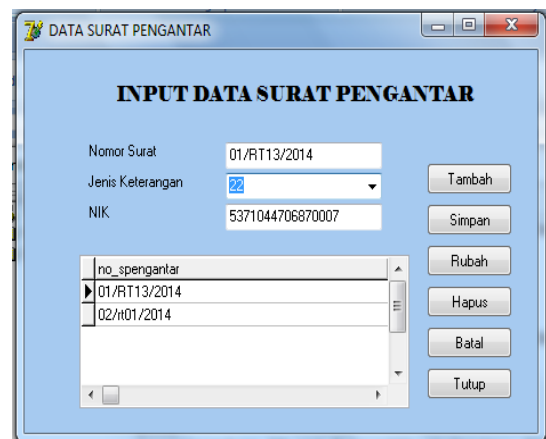 DATA SURAT PENGANTAR
INPUT DATA SURAT PENGANTAR
Nomor Surat 01/RT13/2014
Jenis Keterangan 22
NIK 5371044706870007
no_spengantar
01/RT13/2014
02/rt01/2014
Tambah
Simpan
Rubah
Hapus
Batal
Tutup